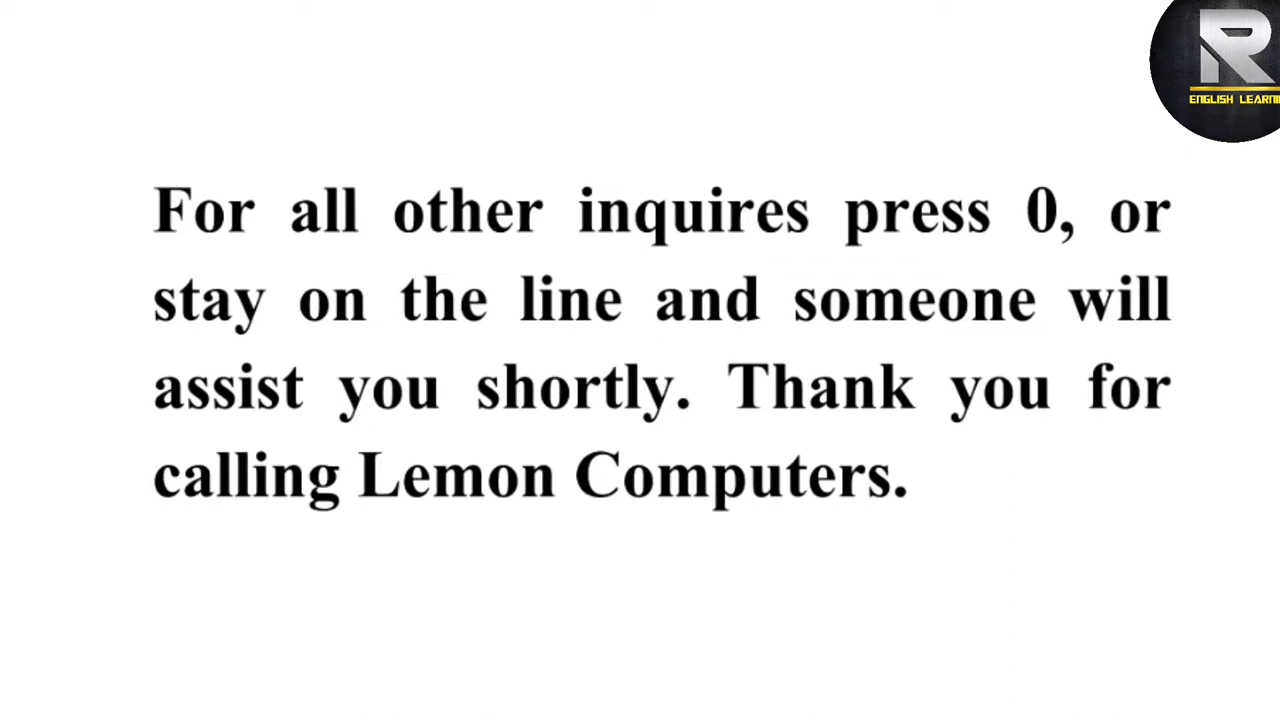 R
ENGLISH LEARNIN
For all other inquires press 0, or
stay on the line and someone will
assist you shortly. Thank you for
calling Lemon Computers.